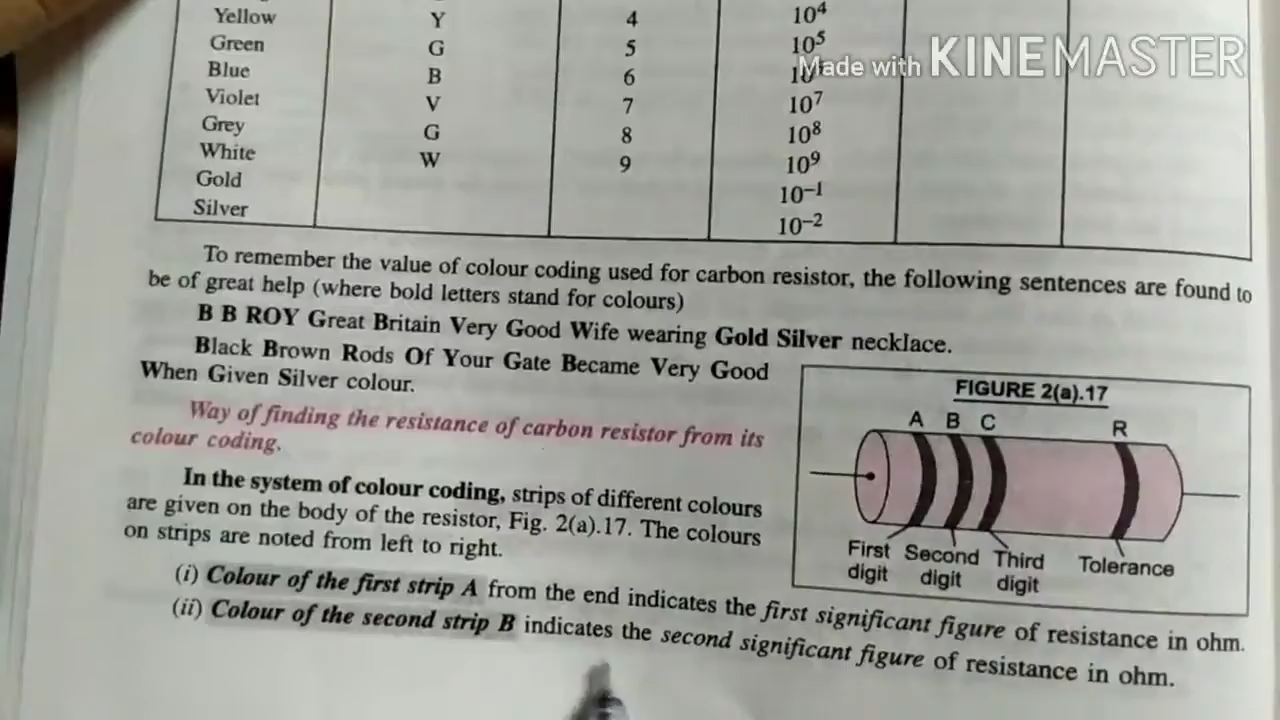 Yellow Y 4 10⁴
Green G 5 10⁵
Made with KINEMASTER
Blue B 6
Violet V 7 10⁷
Grey G 8 10⁸
White W 9 10⁹
Gold 10⁻¹
Silver 10⁻²
To remember the value of colour coding used for carbon resistor, the following sentences are found to
be of great help (where bold letters stand for colours)
B B ROY Great Britain Very Good Wife wearing Gold Silver necklace.
Black Brown Rods Of Your Gate Became Very Good
When Given Silver colour.
Way of finding the resistance of carbon resistor from its
colour coding.
In the system of colour coding, strips of different colours
are given on the body of the resistor, Fig. 2(a).17. The colours
on strips are noted from left to right.
FIGURE 2(a).17
A B C R
First Second Third Tolerance
digit digit digit
(i) Colour of the first strip A from the end indicates the first significant figure of resistance in ohm.
(ii) Colour of the second strip B indicates the second significant figure of resistance in ohm.